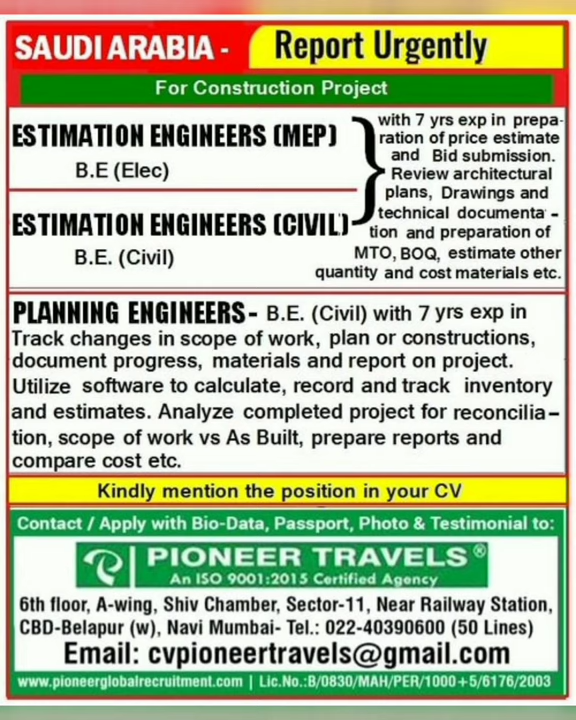 SAUDI ARABIA - Report Urgently
For Construction Project
ESTIMATION ENGINEERS (MEP)
B.E (Elec)
ESTIMATION ENGINEERS (CIVIL)
B.E. (Civil)
with 7 yrs exp in prepa-
ration of price estimate
and Bid submission.
Review architectural
plans, Drawings and
technical documenta -
tion and preparation of
MTO, BOQ, estimate other
quantity and cost materials etc.
PLANNING ENGINEERS - B.E. (Civil) with 7 yrs exp in
Track changes in scope of work, plan or constructions,
document progress, materials and report on project.
Utilize software to calculate, record and track inventory
and estimates. Analyze completed project for reconcilia-
tion, scope of work vs As Built, prepare reports and
compare cost etc.
Kindly mention the position in your CV
Contact / Apply with Bio-Data, Passport, Photo & Testimonial to:
PIONEER TRAVELS®
An ISO 9001:2015 Certified Agency
6th floor, A-wing, Shiv Chamber, Sector-11, Near Railway Station,
CBD-Belapur (w), Navi Mumbai- Tel.: 022-40390600 (50 Lines)
Email: cvpioneertravels@gmail.com
www.pioneerglobalrecruitment.com | Lic.No.:B/0830/MAH/PER/1000+5/6176/2003